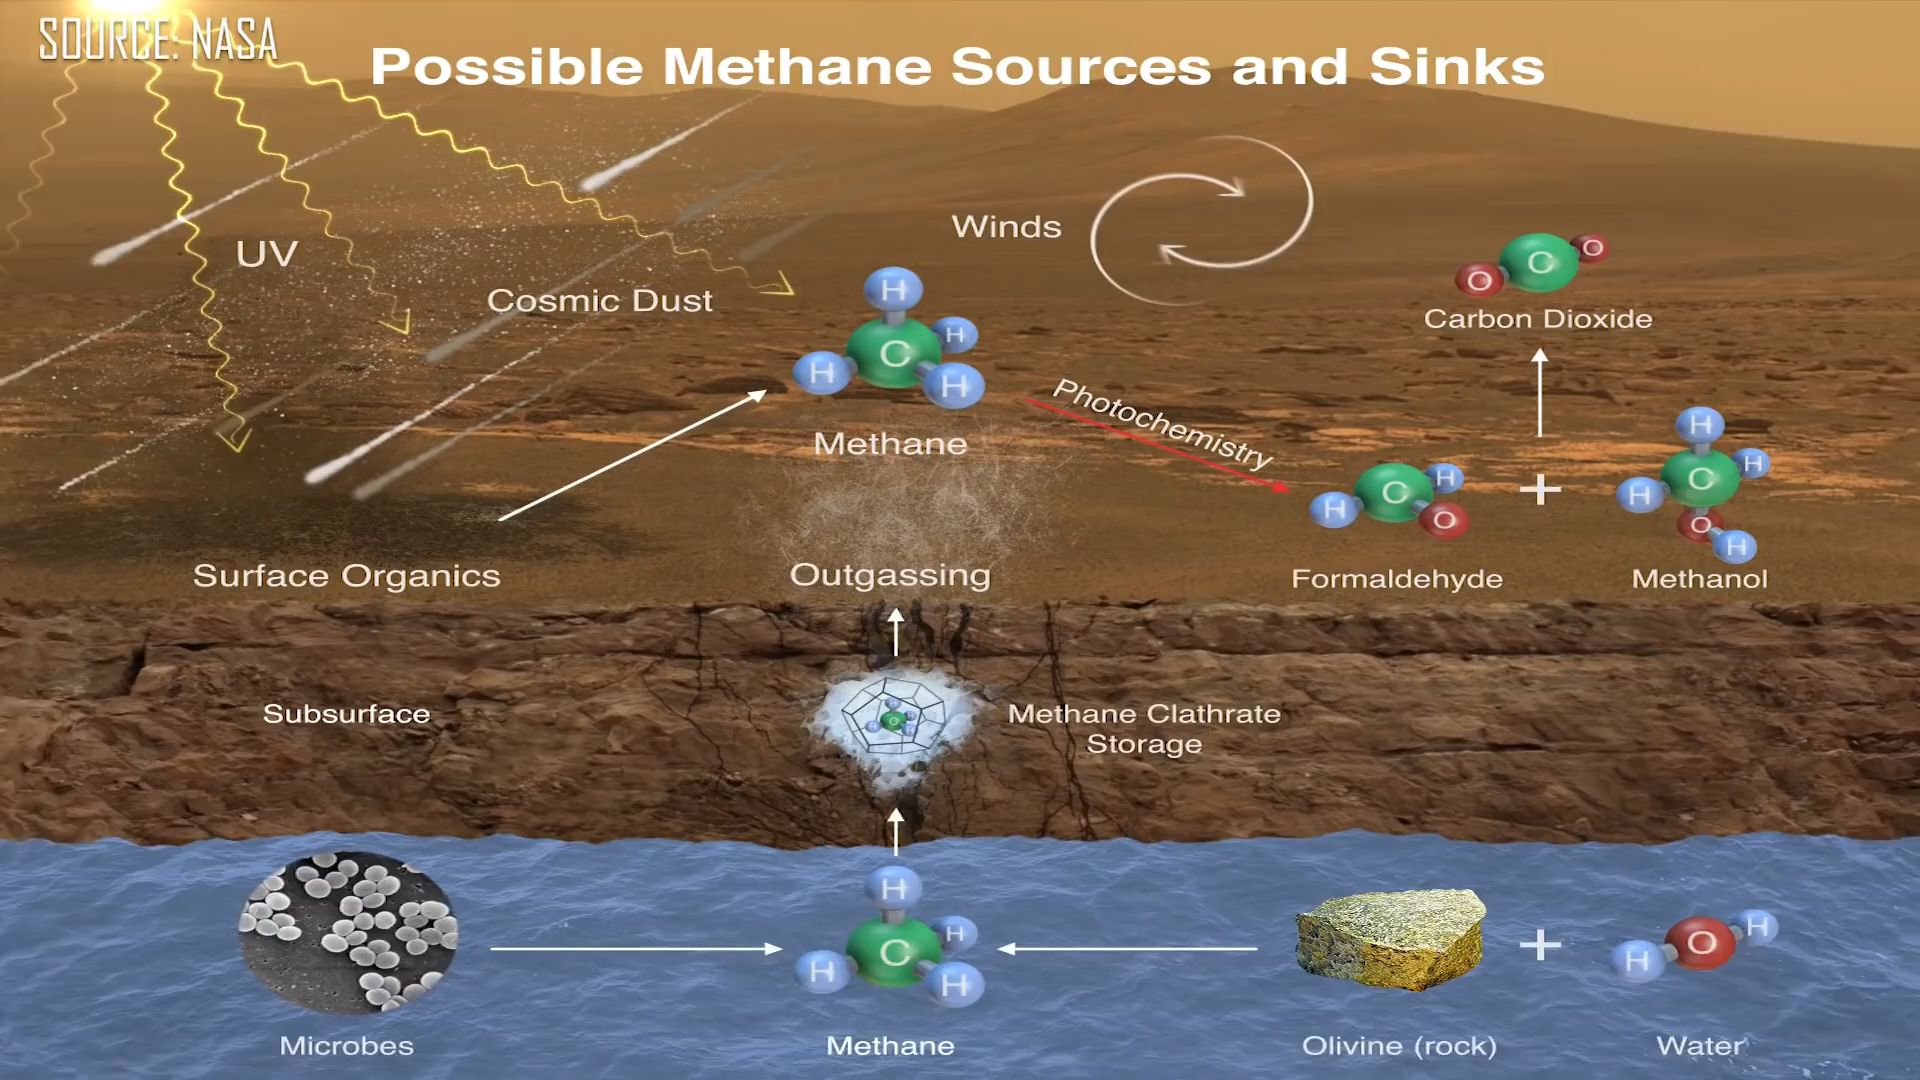 SOURCE: NASA
Possible Methane Sources and Sinks
UV
Cosmic Dust
Winds
H
H
C
H
H
Methane
Photochemistry
O
C
O
Carbon Dioxide
H
C
H
O
Formaldehyde
+
H
H
C
H
O
H
Methanol
Surface Organics
Outgassing
Subsurface
Methane Clathrate
Storage
Microbes
H
H
C
H
H
Methane
Olivine (rock)
+
H
O
H
Water